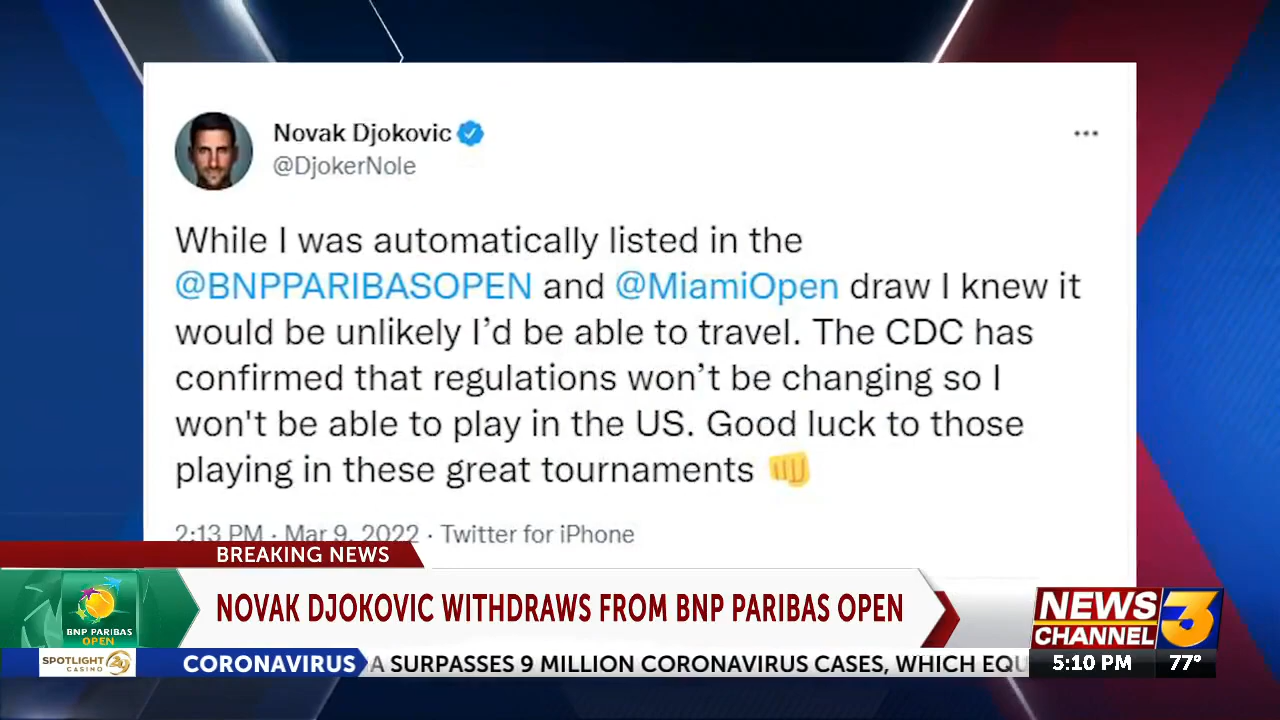 Novak Djokovic
@DjokerNole
While I was automatically listed in the
@BNPPARIBASOPEN and @MiamiOpen draw I knew it
would be unlikely I’d be able to travel. The CDC has
confirmed that regulations won’t be changing so I
won't be able to play in the US. Good luck to those
playing in these great tournaments 👊
2:13 PM · Mar 9, 2022 · Twitter for iPhone
BREAKING NEWS
BNP PARIBAS
OPEN
NOVAK DJOKOVIC WITHDRAWS FROM BNP PARIBAS OPEN
NEWS
CHANNEL 3
SPOTLIGHT 29
CASINO
CORONAVIRUS
A SURPASSES 9 MILLION CORONAVIRUS CASES, WHICH EQU
5:10 PM 77°